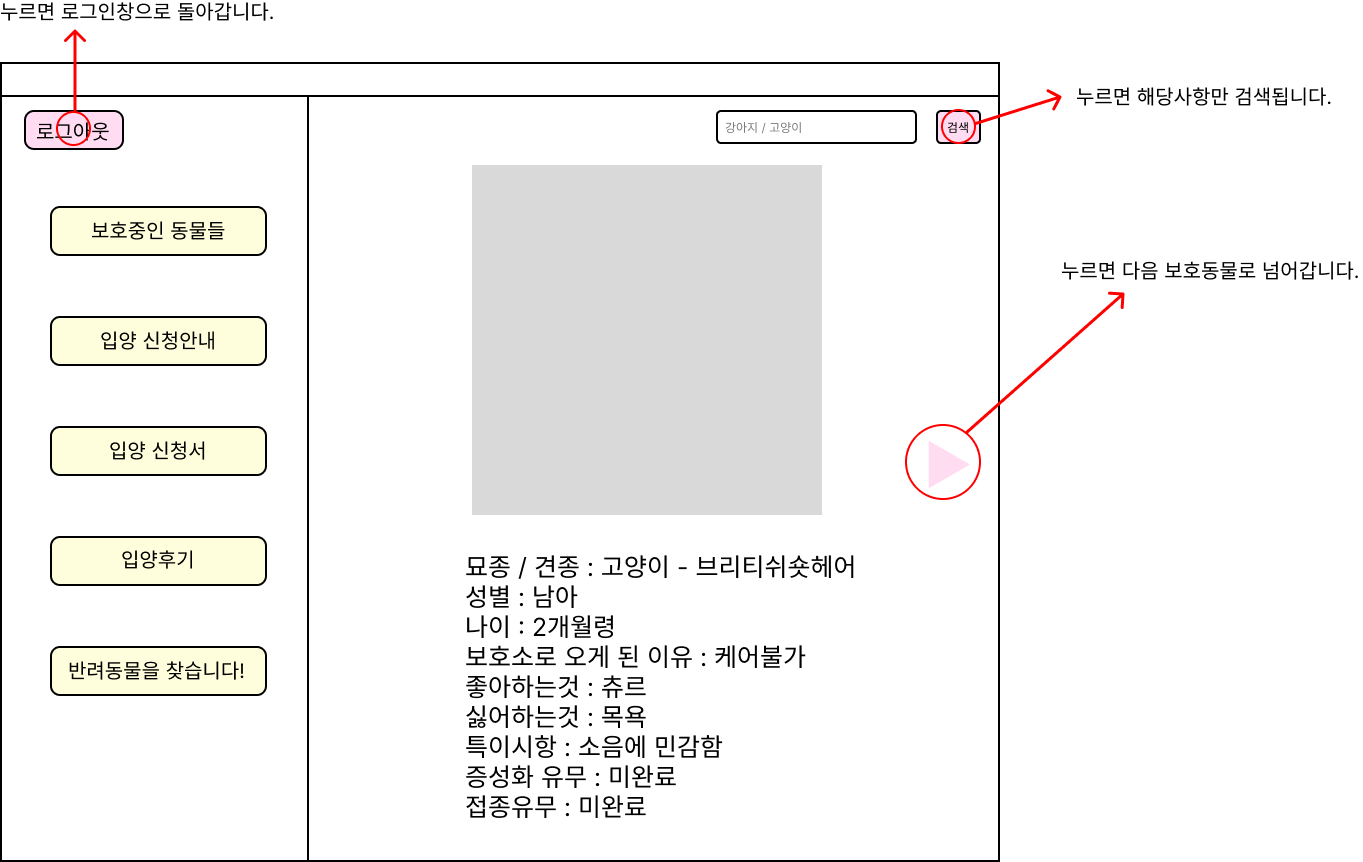 누르면 로그인창으로 돌아갑니다.
로그아웃
강아지 / 고양이
검색
누르면 해당사항만 검색됩니다.
보호중인 동물들
누르면 다음 보호동물로 넘어갑니다.
입양 신청안내
입양 신청서
입양후기
반려동물을 찾습니다!
묘종 / 견종 : 고양이 - 브리티쉬숏헤어
성별 : 남아
나이 : 2개월령
보호소로 오게 된 이유 : 케어불가
좋아하는것 : 츄르
싫어하는것 : 목욕
특이시항 : 소음에 민감함
증성화 유무 : 미완료
접종유무 : 미완료